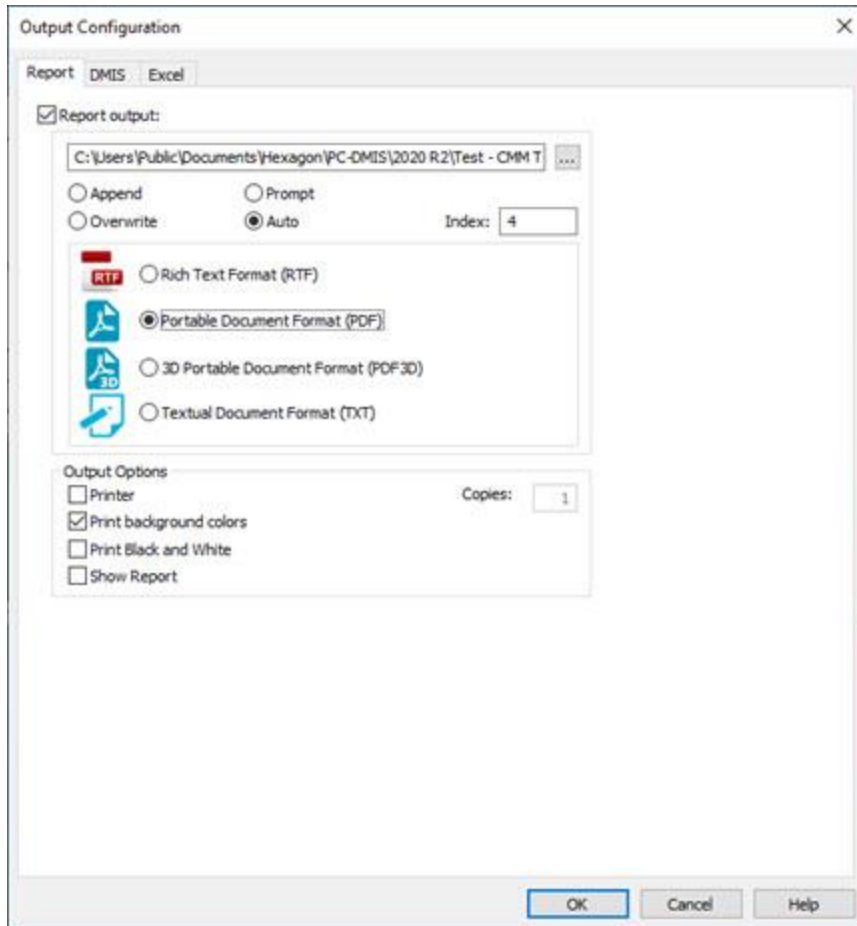 Output Configuration
Report DMIS Excel
Report output:
C:\Users\Public\Documents\Hexagon\PC-DMIS\2020 R2\Test - CMM T ...
Append Prompt
Overwrite Auto Index: 4
RTF Rich Text Format (RTF)
Portable Document Format (PDF)
3D 3D Portable Document Format (PDF3D)
Textual Document Format (TXT)
Output Options
Printer Copies: 1
Print background colors
Print Black and White
Show Report
OK Cancel Help